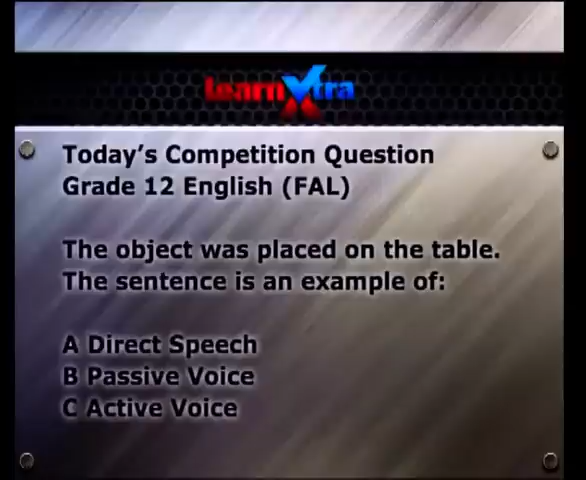 learnXtra
Today's Competition Question
Grade 12 English (FAL)
The object was placed on the table.
The sentence is an example of:
A Direct Speech
B Passive Voice
C Active Voice